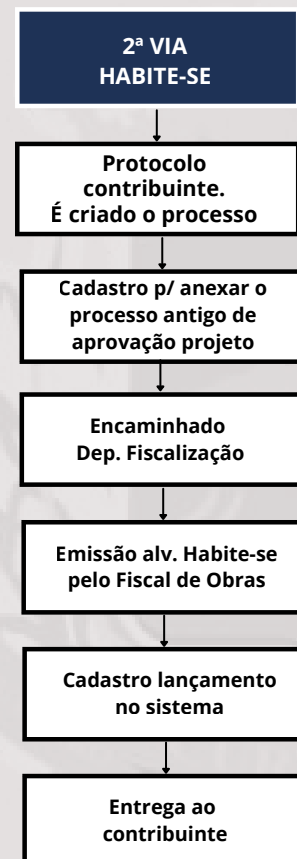 2ª VIA
HABITE-SE
Protocolo
contribuinte.
É criado o processo
Cadastro p/ anexar o
processo antigo de
aprovação projeto
Encaminhado
Dep. Fiscalização
Emissão alv. Habite-se
pelo Fiscal de Obras
Cadastro lançamento
no sistema
Entrega ao
contribuinte